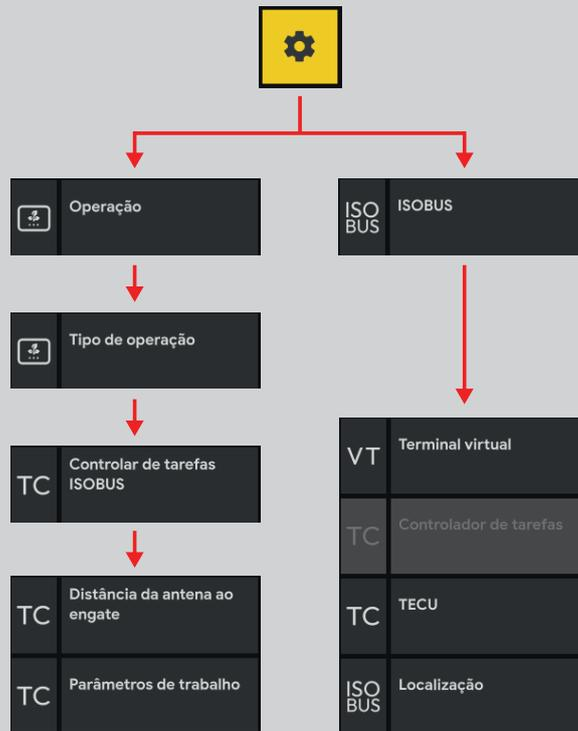 Operação
Tipo de operação
TC
Controlar de tarefas
ISOBUS
TC
Distância da antena ao
engate
TC
Parâmetros de trabalho
ISO
BUS
ISOBUS
VT
Terminal virtual
TC
Controlador de tarefas
TC
TECU
ISO
BUS
Localização